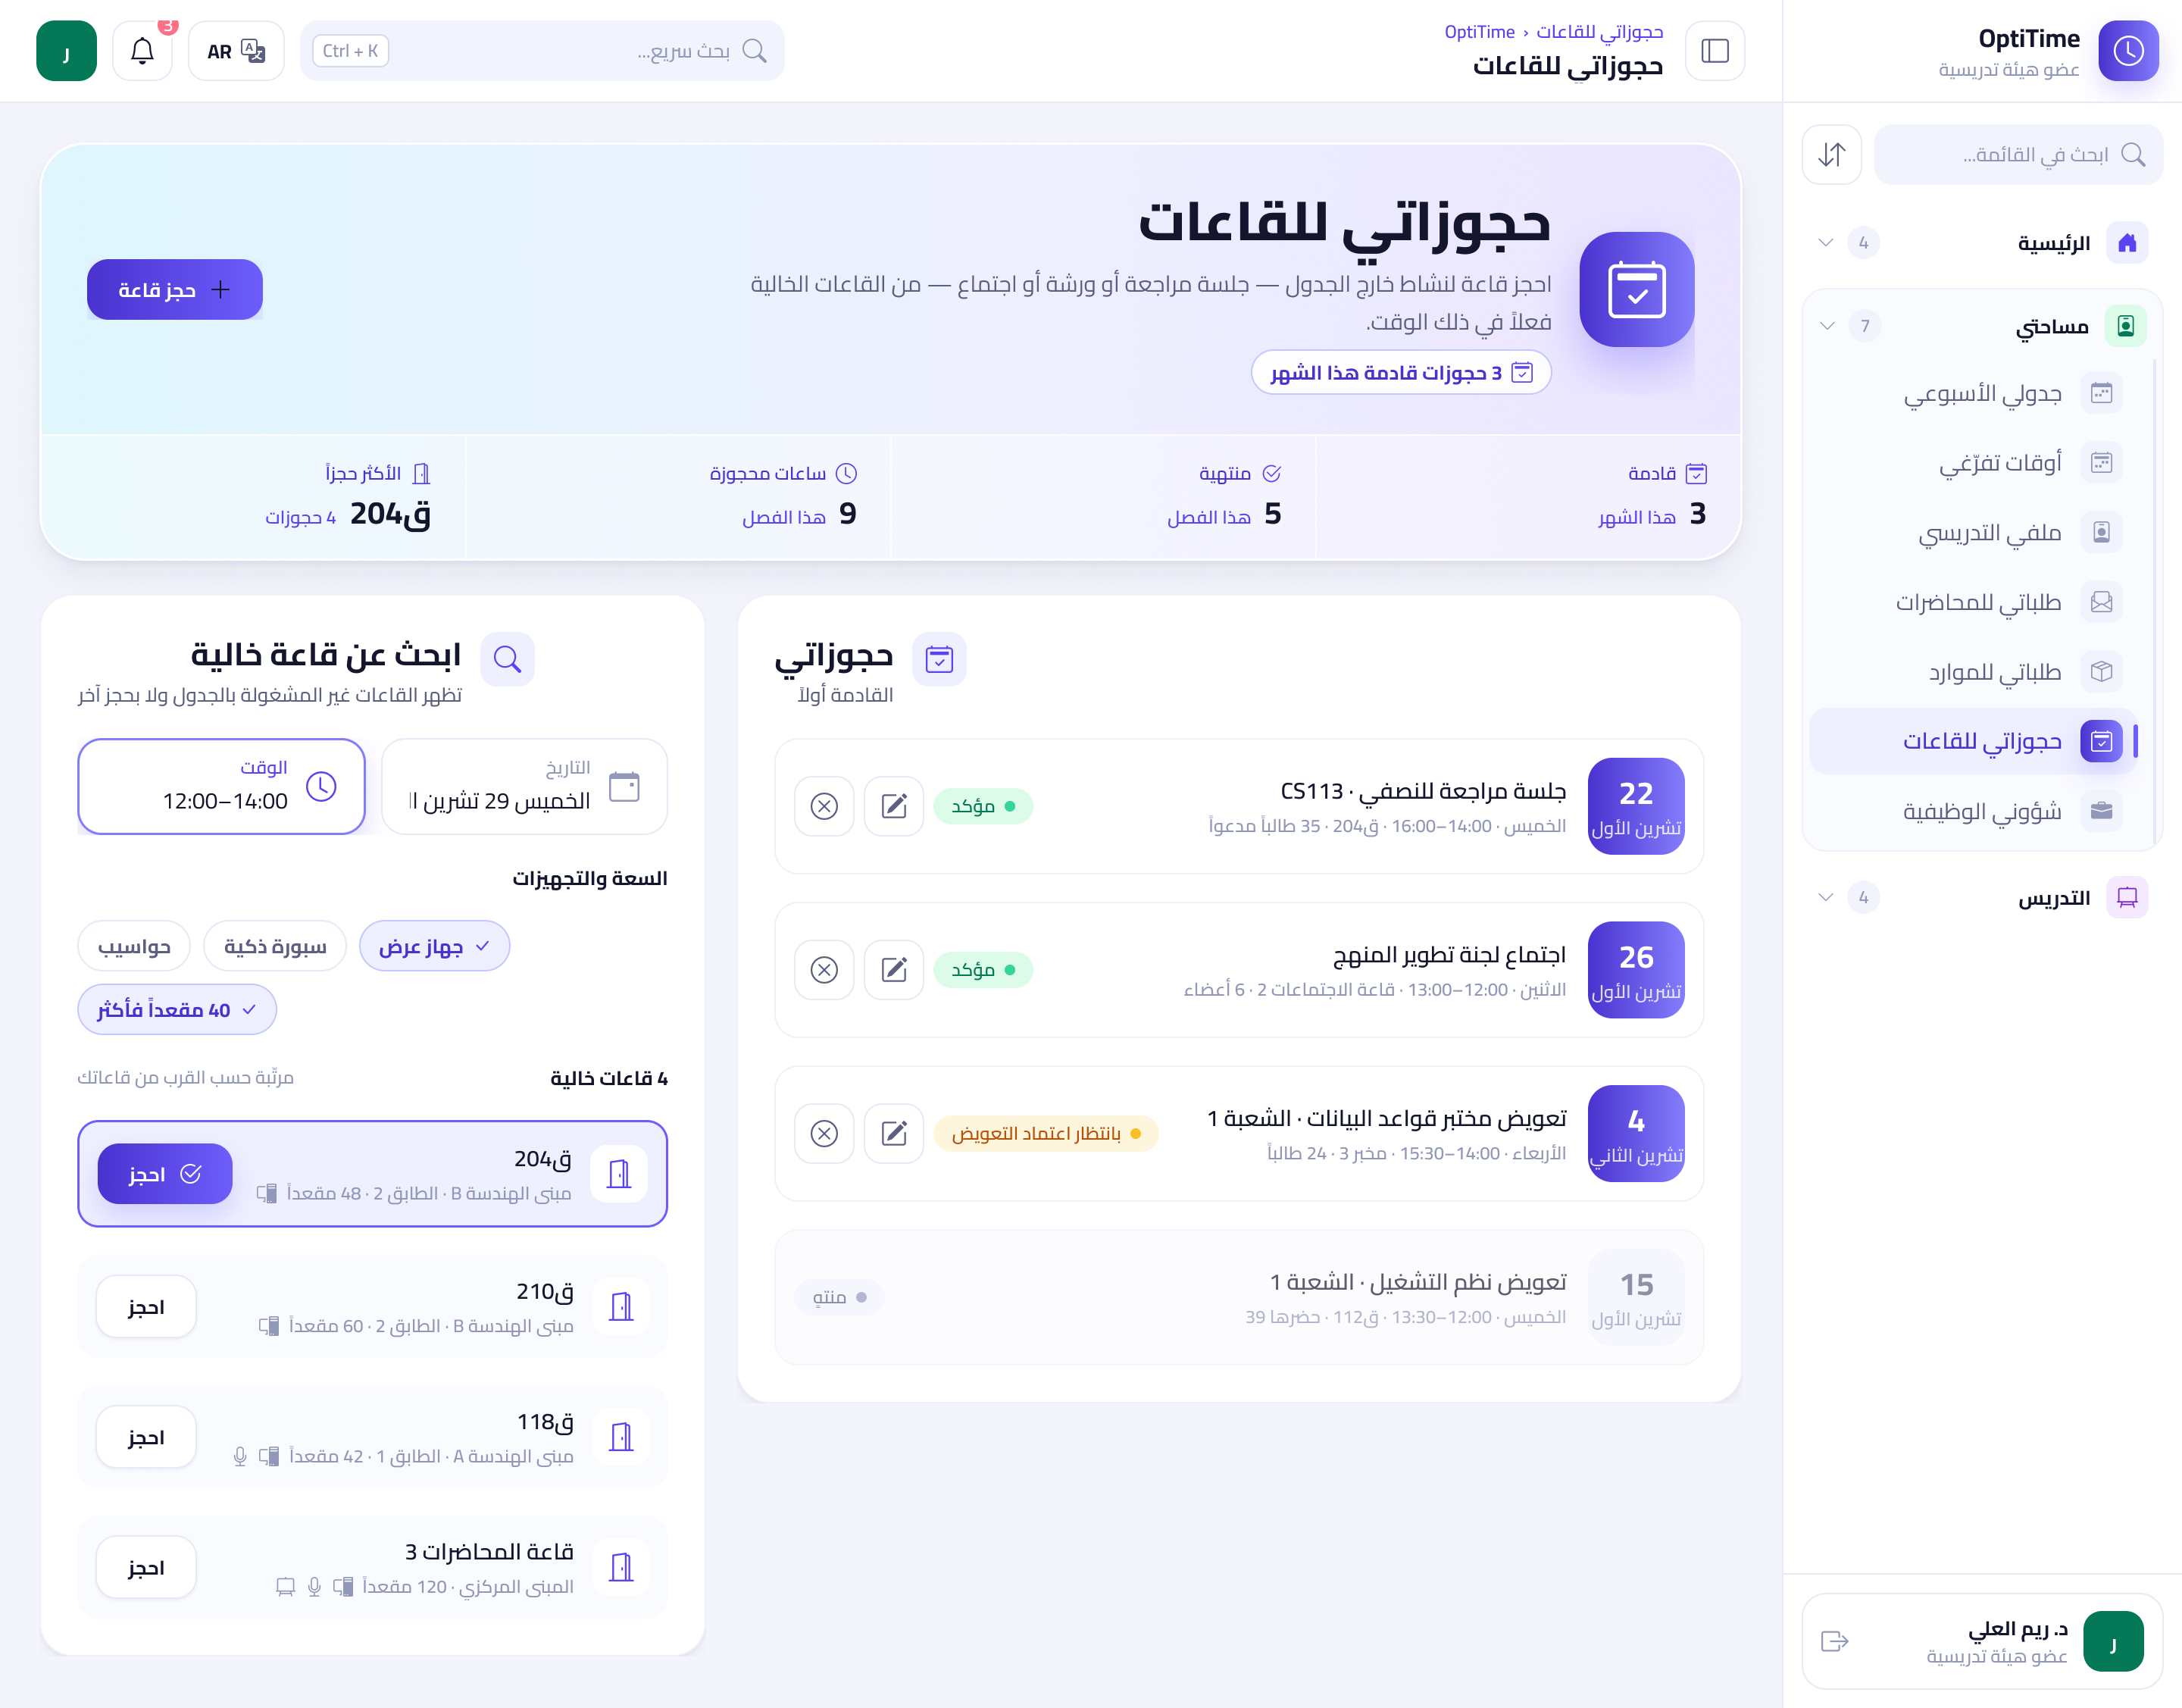 OptiTime
عضو هيئة تدريسية
ابحث في القائمة...
الرئيسية 4
مساحتي 7
جدولي الأسبوعي
أوقات تفرّغي
ملفي التدريسي
طلباتي للمحاضرات
طلباتي للموارد
حجوزاتي للقاعات
شؤوني الوظيفية
التدريس 4
د. ريم العلي
عضو هيئة تدريسية
ر
حجوزاتي للقاعات › OptiTime
حجوزاتي للقاعات
بحث سريع...
Ctrl + K
AR
3
ر
حجوزاتي للقاعات
احجز قاعة لنشاط خارج الجدول — جلسة مراجعة أو ورشة أو اجتماع — من القاعات الخالية
فعلاً في ذلك الوقت.
3 حجوزات قادمة هذا الشهر
حجز قاعة
قادمة
3 هذا الشهر
منتهية
5 هذا الفصل
ساعات محجوزة
9 هذا الفصل
الأكثر حجزاً
ق204 4 حجوزات
حجوزاتي
القادمة أولاً
22
تشرين الأول
جلسة مراجعة للنصفي · CS113
الخميس · 14:00–16:00 · ق204 · 35 طالباً مدعواً
مؤكد
26
تشرين الأول
اجتماع لجنة تطوير المنهج
الاثنين · 12:00–13:00 · قاعة الاجتماعات 2 · 6 أعضاء
مؤكد
4
تشرين الثاني
تعويض مختبر قواعد البيانات · الشعبة 1
الأربعاء · 14:00–15:30 · مخبر 3 · 24 طالباً
بانتظار اعتماد التعويض
15
تشرين الأول
تعويض نظم التشغيل · الشعبة 1
الخميس · 12:00–13:30 · ق112 · حضرها 39
منتهٍ
ابحث عن قاعة خالية
تظهر القاعات غير المشغولة بالجدول ولا بحجز آخر
التاريخ
الخميس 29 تشرين ال
الوقت
12:00–14:00
السعة والتجهيزات
جهاز عرض
سبورة ذكية
حواسيب
40 مقعداً فأكثر
4 قاعات خالية
مرتّبة حسب القرب من قاعاتك
ق204
مبنى الهندسة B · الطابق 2 · 48 مقعداً
احجز
ق210
مبنى الهندسة B · الطابق 2 · 60 مقعداً
احجز
ق118
مبنى الهندسة A · الطابق 1 · 42 مقعداً
احجز
قاعة المحاضرات 3
المبنى المركزي · 120 مقعداً
احجز